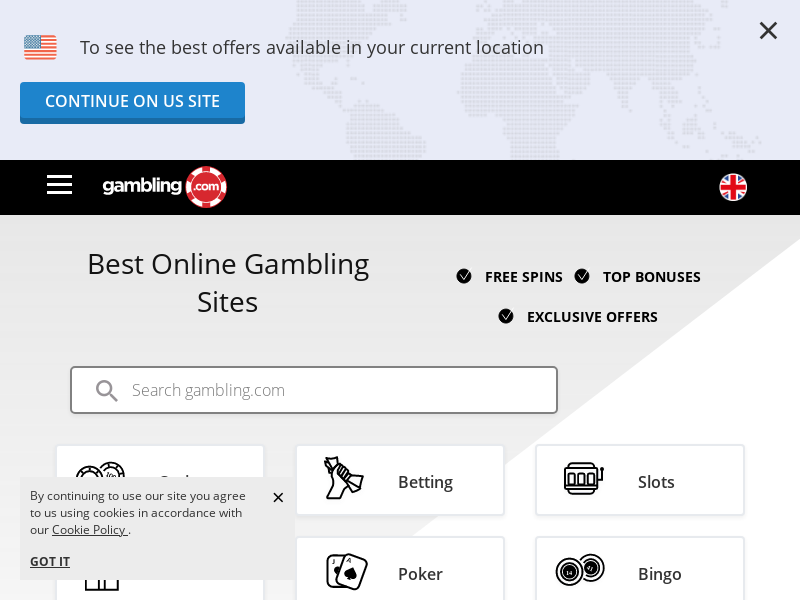 To see the best offers available in your current location
CONTINUE ON US SITE
gambling.com
Best Online Gambling
Sites
FREE SPINS TOP BONUSES
EXCLUSIVE OFFERS
Search gambling.com
Betting
Slots
By continuing to use our site you agree
to us using cookies in accordance with
our Cookie Policy .
GOT IT
Poker
Bingo